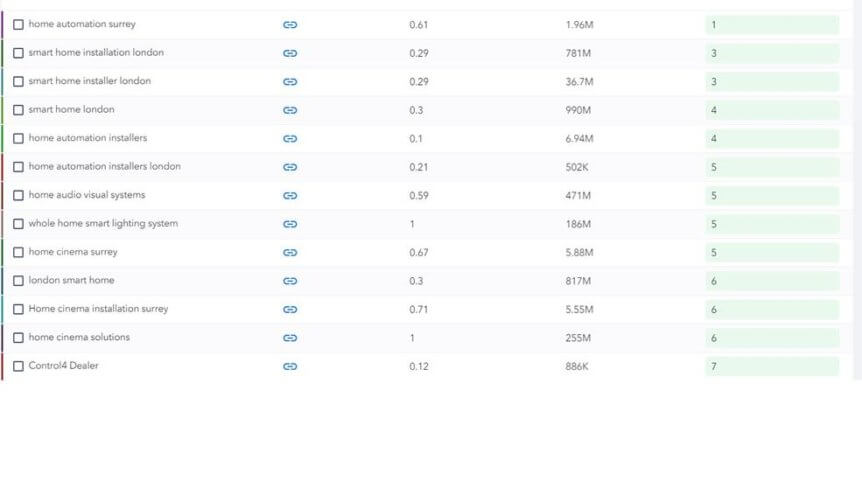 home automation surrey 0.61 1.96M 1
smart home installation london 0.29 781M 3
smart home installer london 0.29 36.7M 3
smart home london 0.3 990M 4
home automation installers 0.1 6.94M 4
home automation installers london 0.21 502K 5
home audio visual systems 0.59 471M 5
whole home smart lighting system 1 186M 5
home cinema surrey 0.67 5.88M 5
london smart home 0.3 817M 6
Home cinema installation surrey 0.71 5.55M 6
home cinema solutions 1 255M 6
Control4 Dealer 0.12 886K 7